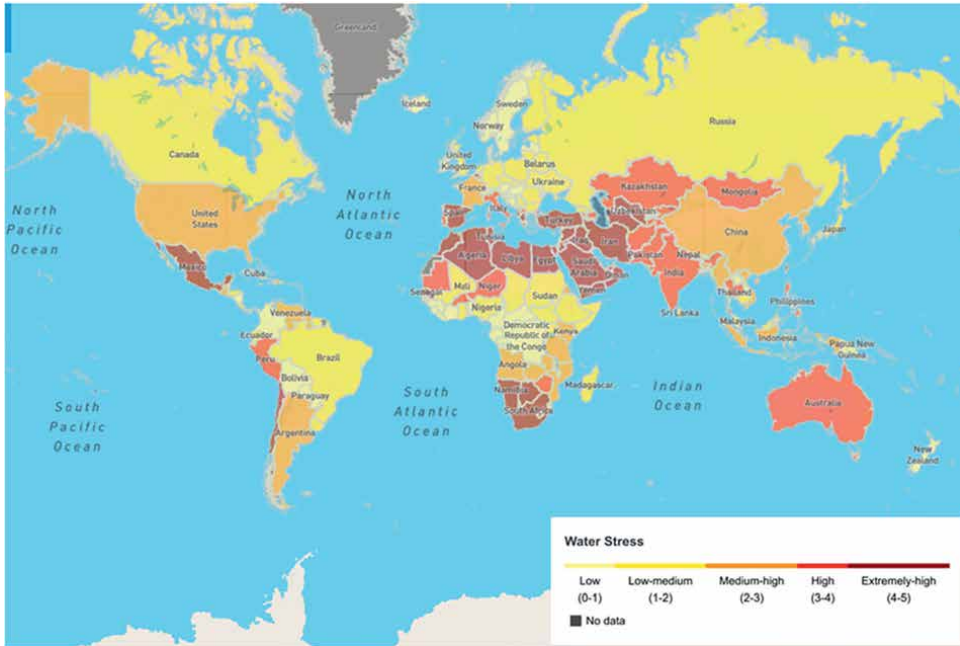 Greenland
Iceland
Sweden
Norway
Russia
Canada
United
Kingdom
Belarus
Ukraine
France
Kazakhstan
Mongolia
North
Pacific
Ocean
United
States
North
Atlantic
Ocean
Spain
Italy
Turkey
Uzbekistan
China
Japan
Tunisia
Iraq
Iran
Mexico
Cuba
Algeria
Libya
Egypt
Saudi
Arabia
Pakistan
Nepal
India
Senegal
Mali
Niger
Sudan
Yemen
Oman
Thailand
Philippines
Venezuela
Nigeria
Sri Lanka
Malaysia
Ecuador
Democratic
Republic of
the Congo
Kenya
Indonesia
Papua New
Guinea
Peru
Brazil
Bolivia
Angola
Madagascar
Paraguay
Namibia
South Africa
South
Pacific
Ocean
South
Atlantic
Ocean
Indian
Ocean
Australia
Argentina
New
Zealand
Water Stress
Low Low-medium Medium-high High Extremely-high
(0-1) (1-2) (2-3) (3-4) (4-5)
No data